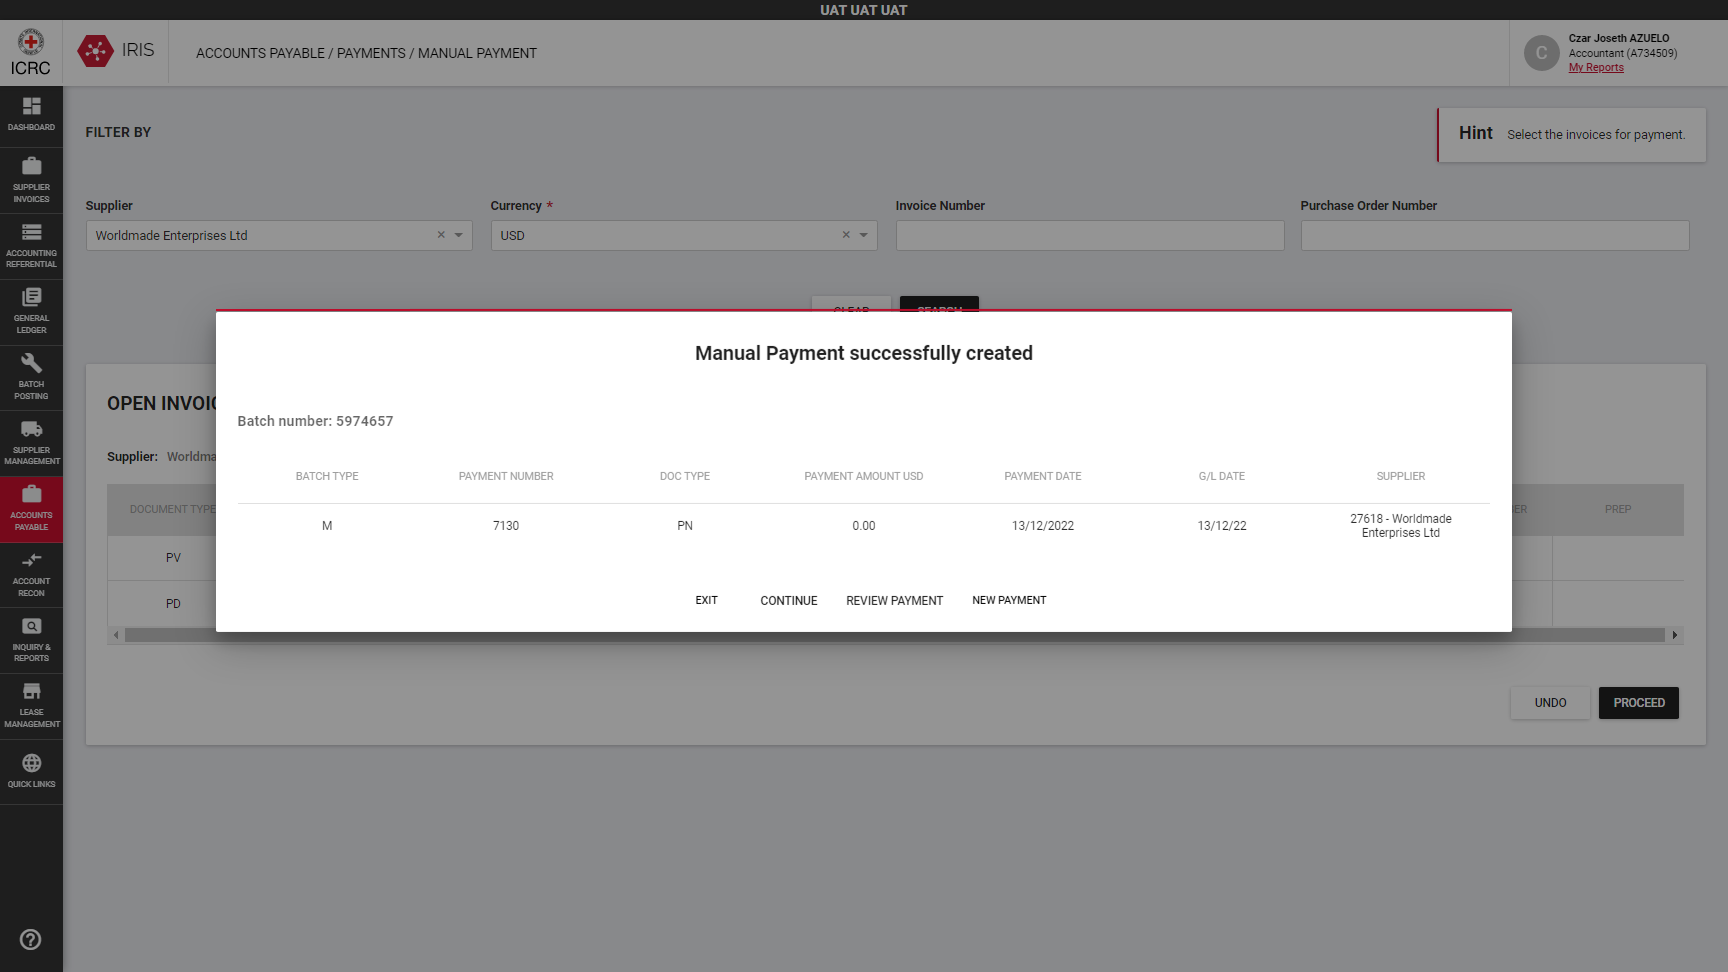 UAT UAT UAT
ICRC
IRIS
ACCOUNTS PAYABLE / PAYMENTS / MANUAL PAYMENT
C
Czar Joseth AZUELO
Accountant (A734509)
My Reports
DASHBOARD
SUPPLIER
INVOICES
ACCOUNTING
REFERENTIAL
GENERAL
LEDGER
BATCH
POSTING
SUPPLIER
MANAGEMENT
ACCOUNTS
PAYABLE
ACCOUNT
RECON
INQUIRY &
REPORTS
LEASE
MANAGEMENT
QUICK LINKS
FILTER BY
Hint Select the invoices for payment.
Supplier Currency * Invoice Number Purchase Order Number
Worldmade Enterprises Ltd USD
CLEAR SEARCH
Manual Payment successfully created
Batch number: 5974657
BATCH TYPE PAYMENT NUMBER DOC TYPE PAYMENT AMOUNT USD PAYMENT DATE G/L DATE SUPPLIER
M 7130 PN 0.00 13/12/2022 13/12/22 27618 - Worldmade
Enterprises Ltd
EXIT CONTINUE REVIEW PAYMENT NEW PAYMENT
OPEN INVOIC
Supplier: Worldma
DOCUMENT TYPE BER PREP
PV
PD
UNDO PROCEED